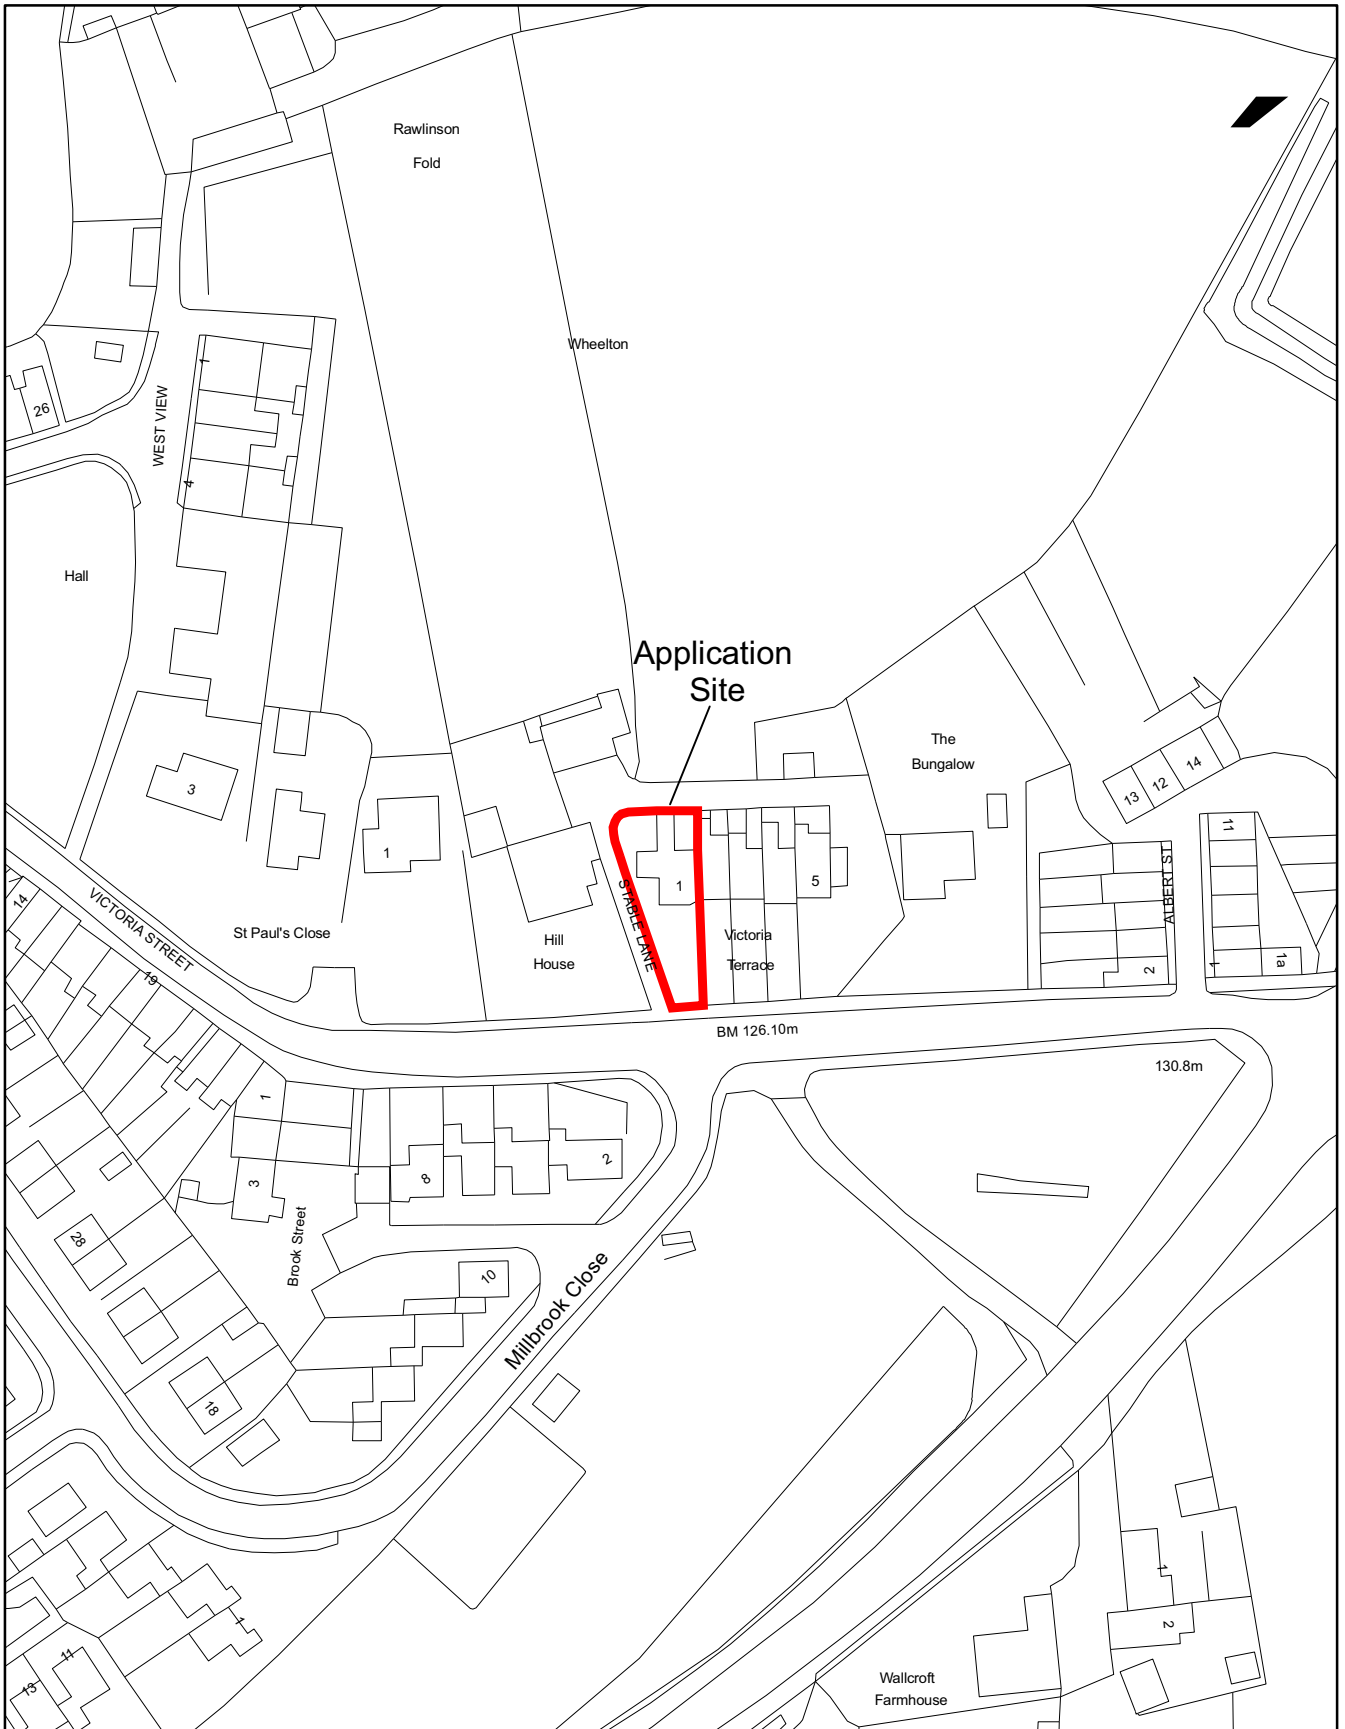 Rawlinson
Fold
Wheelton
1
WEST VIEW
26
4
Hall
Application
Site
The
Bungalow
3
1
13
12
14
11
1
5
STABLE LANE
ALBERT ST
14
VICTORIA STREET
St Paul's Close
Hill
House
Victoria
Terrace
2
1
1a
19
BM 126.10m
130.8m
1
3
8
2
28
Brook Street
10
Millbrook Close
18
1
2
1
11
13
Wallcroft
Farmhouse